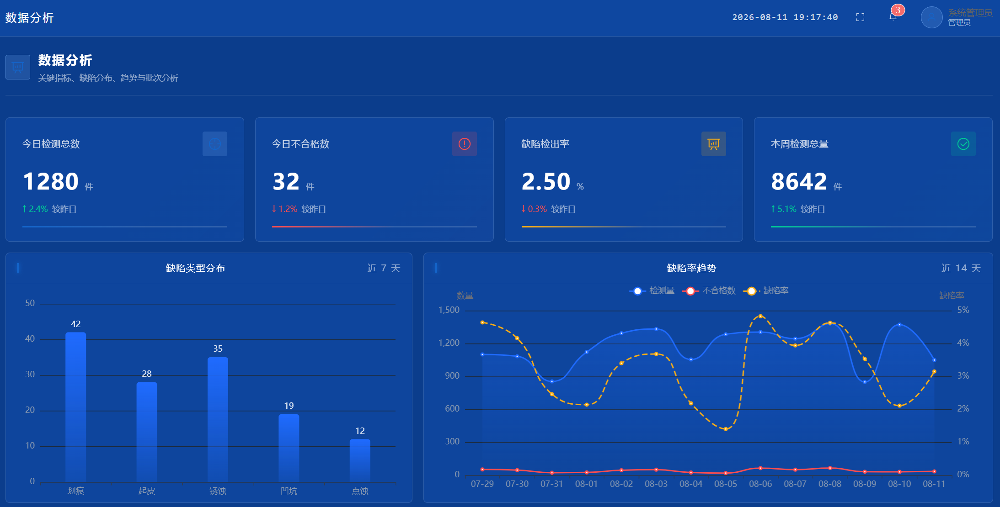 数据分析
2026-08-11 19:17:40
3
系统管理员
管理员
数据分析
关键指标、缺陷分布、趋势与批次分析
今日检测总数
1280 件
↑ 2.4% 较昨日
今日不合格数
32 件
↓ 1.2% 较昨日
缺陷检出率
2.50 %
↓ 0.3% 较昨日
本周检测总量
8642 件
↑ 5.1% 较昨日
缺陷类型分布
近 7 天
50
40
30
20
10
0
42
28
35
19
12
划痕
起皮
锈蚀
凹坑
点蚀
缺陷率趋势
近 14 天
检测量
不合格数
缺陷率
数量
缺陷率
1,500
1,200
900
600
300
0
5%
4%
3%
2%
1%
0%
07-29
07-30
07-31
08-01
08-02
08-03
08-04
08-05
08-06
08-07
08-08
08-09
08-10
08-11